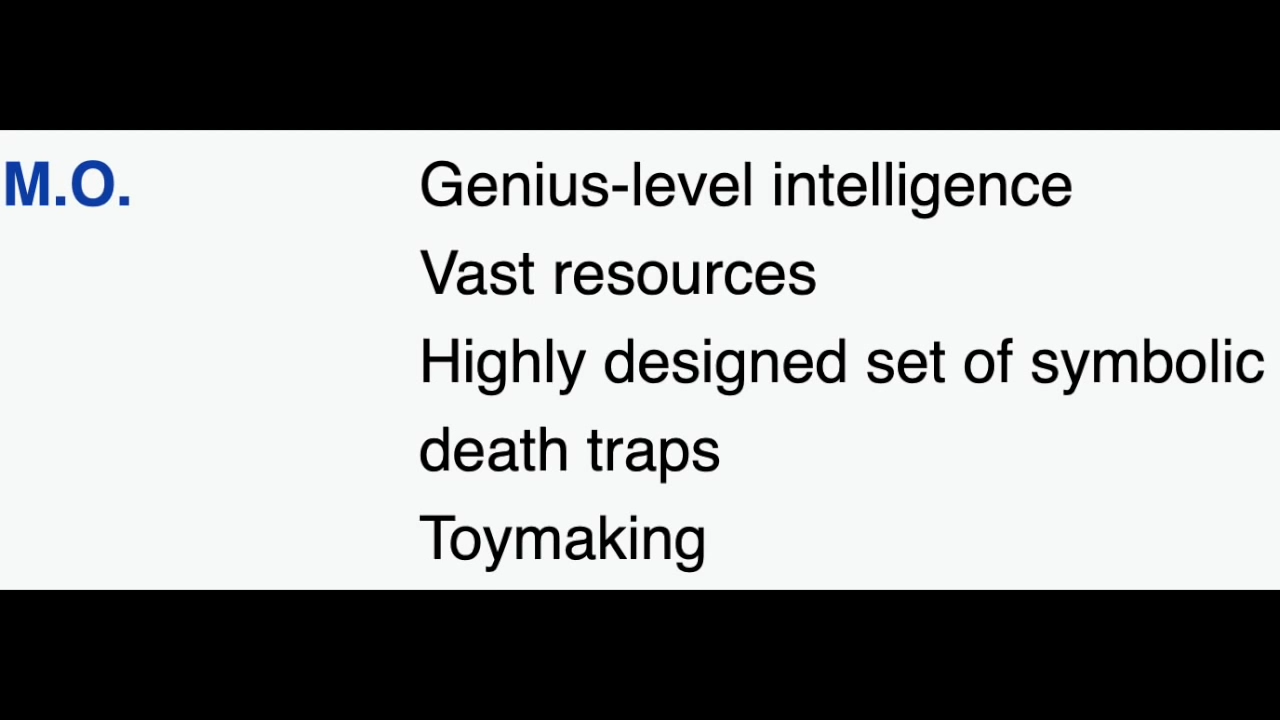 M.O. Genius-level intelligence
Vast resources
Highly designed set of symbolic
death traps
Toymaking